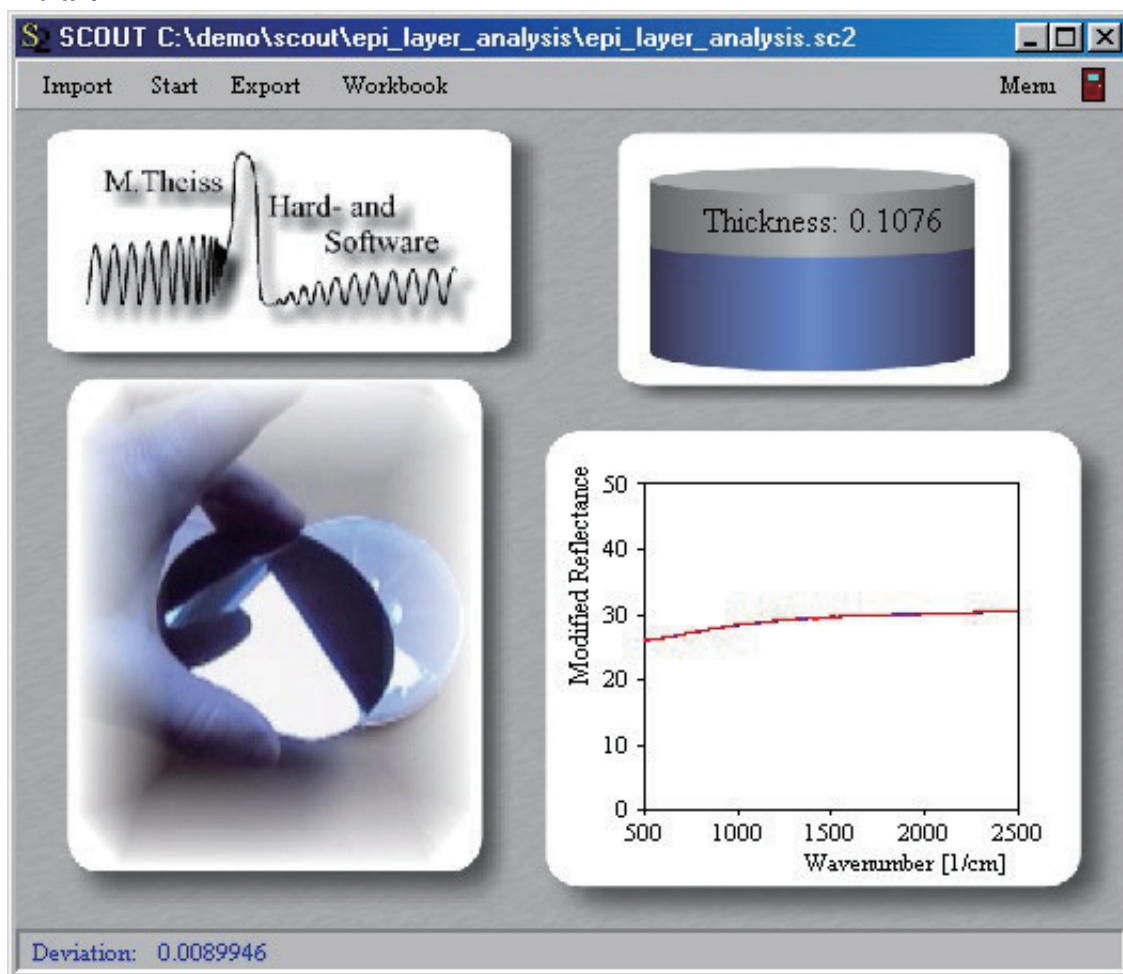 SCOUT C:\demo\scout\epi_layer_analysis\epi_layer_analysis.sc2
Import Start Export Workbook Menu
M.Theiss
Hard- and
Software
Thickness: 0.1076
Modified Reflectance
50
40
30
20
10
0
500 1000 1500 2000 2500
Wavenumber [1/cm]
Deviation: 0.0089946